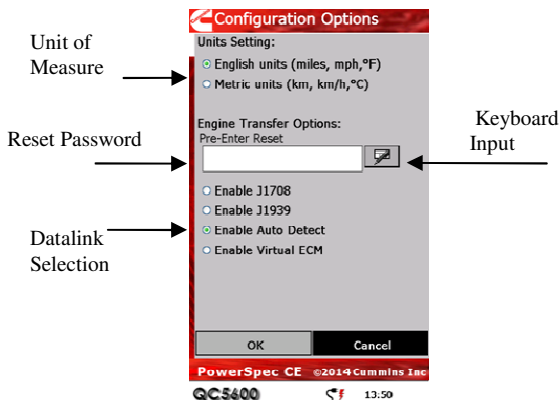 Configuration Options
Units Setting:
English units (miles, mph,°F)
Metric units (km, km/h,°C)
Engine Transfer Options:
Pre-Enter Reset
Enable J1708
Enable J1939
Enable Auto Detect
Enable Virtual ECM
OK Cancel
PowerSpec CE ©2014 Cummins Inc
QC5600 13:50
Unit of
Measure
Reset Password
Datalink
Selection
Keyboard
Input